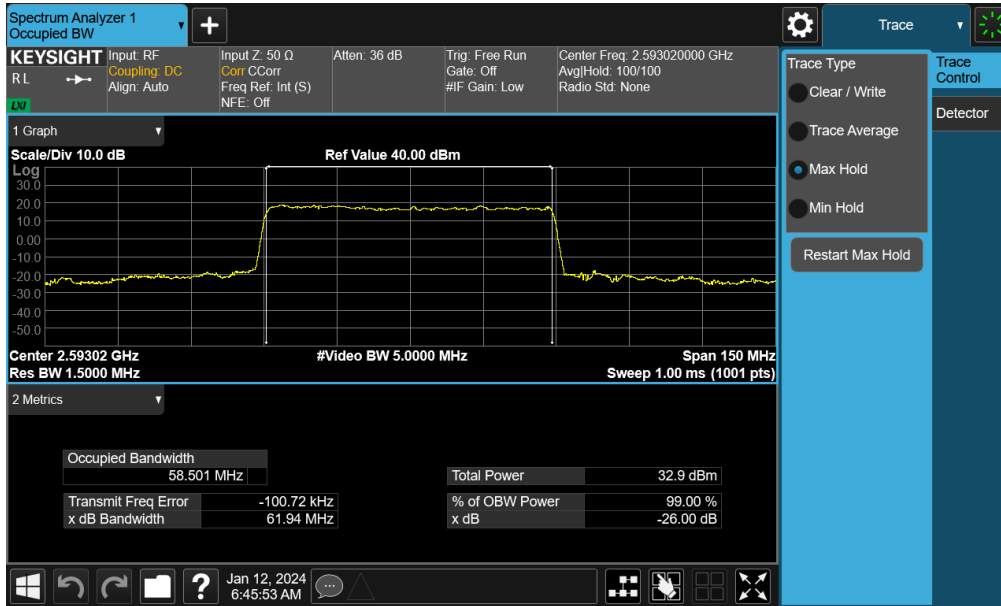 Spectrum Analyzer 1
Occupied BW
+
Trace
KEYSIGHT
R L
LXI
Input: RF
Coupling: DC
Align: Auto
Input Z: 50 Ω
Corr CCorr
Freq Ref: Int (S)
NFE: Off
Atten: 36 dB
Trig: Free Run
Gate: Off
#IF Gain: Low
Center Freq: 2.593020000 GHz
Avg|Hold: 100/100
Radio Std: None
Trace Type
Clear / Write
Trace Average
Max Hold
Min Hold
Restart Max Hold
Trace
Control
Detector
1 Graph
Scale/Div 10.0 dB
Ref Value 40.00 dBm
Log
30.0
20.0
10.0
0.00
-10.0
-20.0
-30.0
-40.0
-50.0
Center 2.59302 GHz
#Video BW 5.0000 MHz
Span 150 MHz
Res BW 1.5000 MHz
Sweep 1.00 ms (1001 pts)
2 Metrics
Occupied Bandwidth
58.501 MHz
Total Power 32.9 dBm
Transmit Freq Error -100.72 kHz
% of OBW Power 99.00 %
x dB Bandwidth 61.94 MHz
x dB -26.00 dB
?
Jan 12, 2024
6:45:53 AM